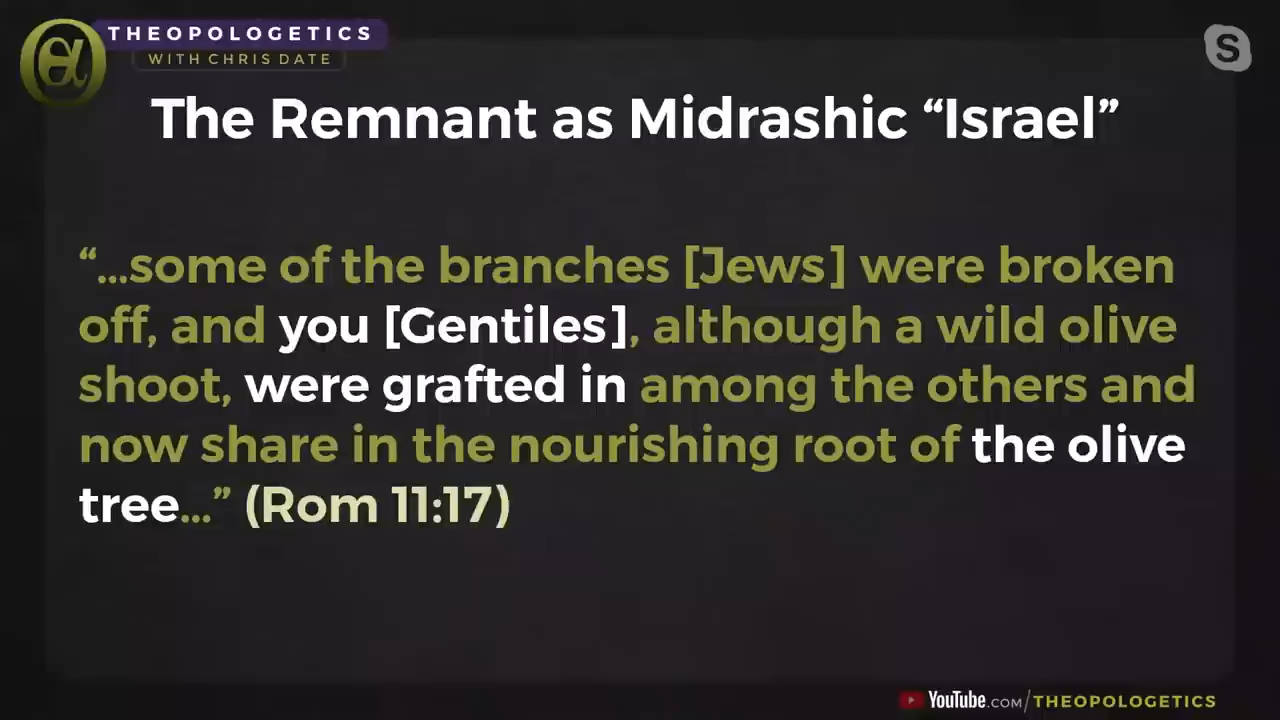 THEOPOLOGETICS
WITH CHRIS DATE
S
The Remnant as Midrashic “Israel”
“...some of the branches [Jews] were broken
off, and you [Gentiles], although a wild olive
shoot, were grafted in among the others and
now share in the nourishing root of the olive
tree...” (Rom 11:17)
YouTube.COM/THEOPOLOGETICS